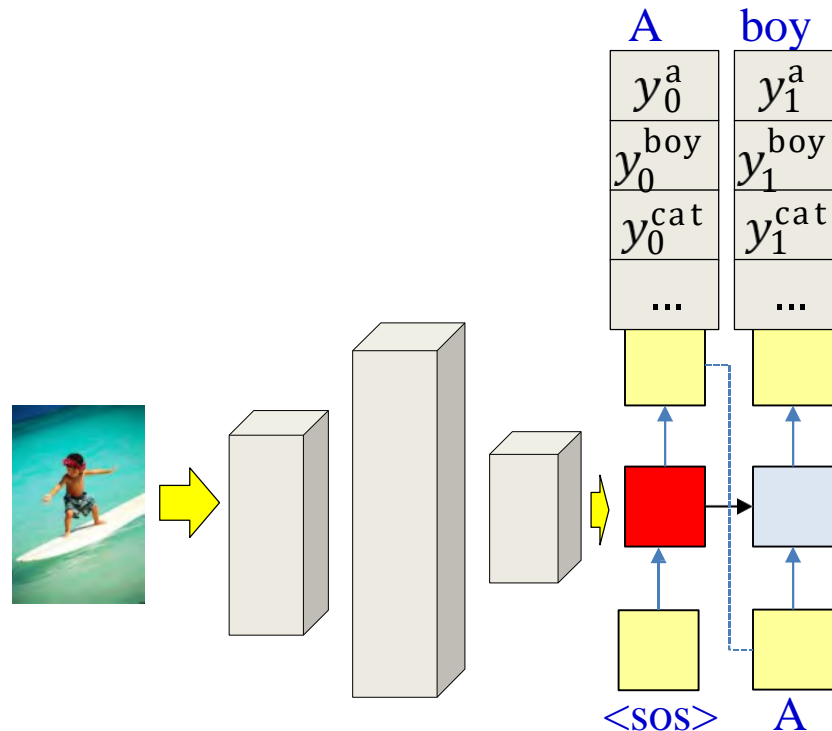 A boy
y_0^a y_1^a
y_0^boy y_1^boy
y_0^cat y_1^cat
... ...
<sos> A